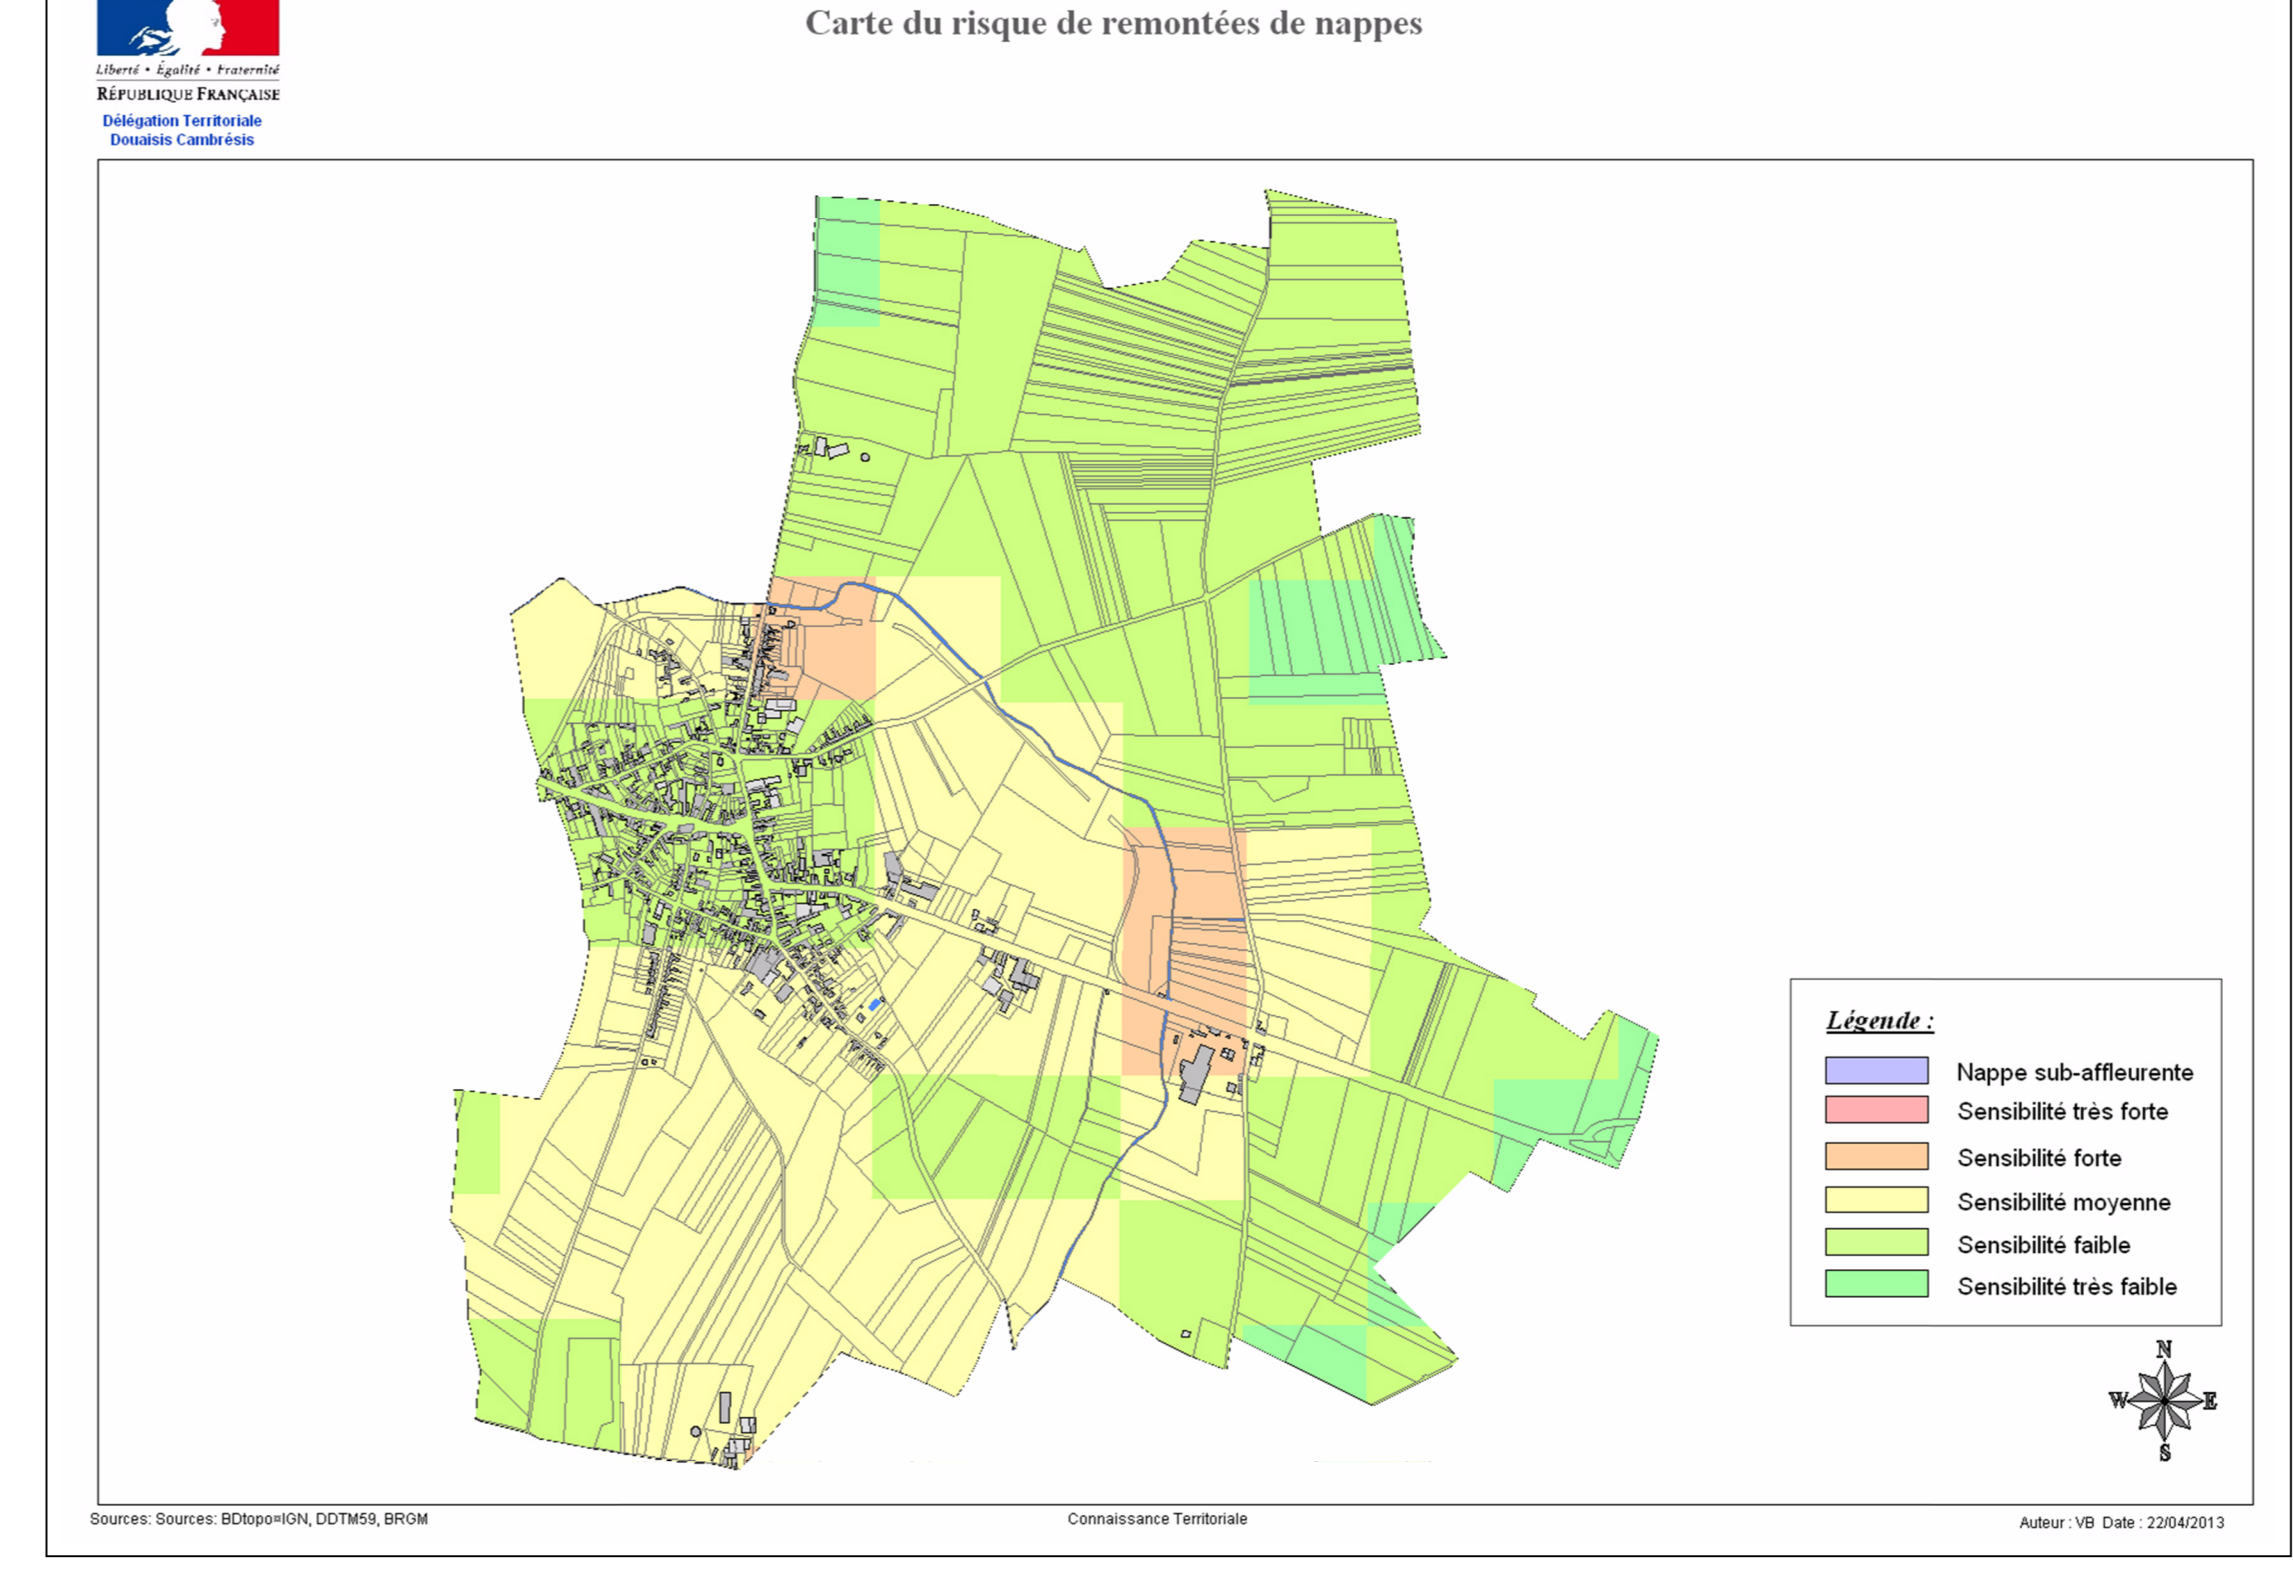 Carte du risque de remontées de nappes
Liberté • Égalité • Fraternité
RÉPUBLIQUE FRANÇAISE
Délégation Territoriale
Douaisis Cambrésis
Légende :
Nappe sub-affleurente
Sensibilité très forte
Sensibilité forte
Sensibilité moyenne
Sensibilité faible
Sensibilité très faible
N
W E
S
Sources: Sources: BDtopo¤IGN, DDTM59, BRGM
Connaissance Territoriale
Auteur : VB Date : 22/04/2013